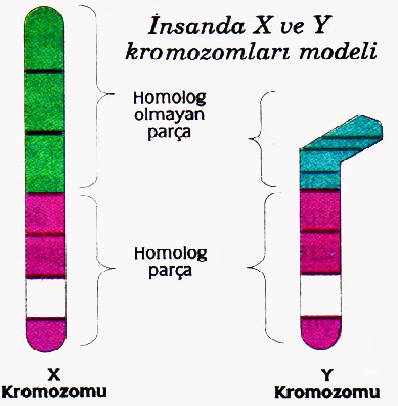 İnsanda X ve Y
kromozomları modeli
Homolog
olmayan
parça
Homolog
parça
X
Kromozomu
Y
Kromozomu